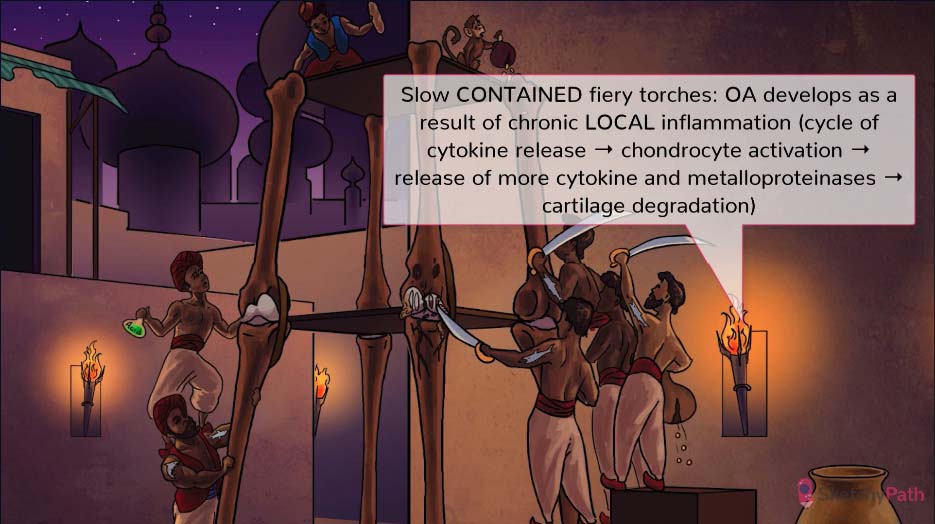 Slow CONTAINED fiery torches: OA develops as a
result of chronic LOCAL inflammation (cycle of
cytokine release → chondrocyte activation →
release of more cytokine and metalloproteinases →
cartilage degradation)
Acid
SketchyPath